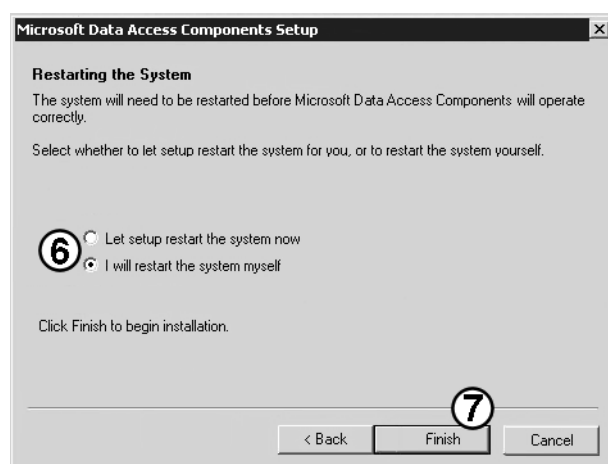 Microsoft Data Access Components Setup
Restarting the System
The system will need to be restarted before Microsoft Data Access Components will operate
correctly.
Select whether to let setup restart the system for you, or to restart the system yourself.
6
Let setup restart the system now
I will restart the system myself
Click Finish to begin installation.
7
< Back
Finish
Cancel